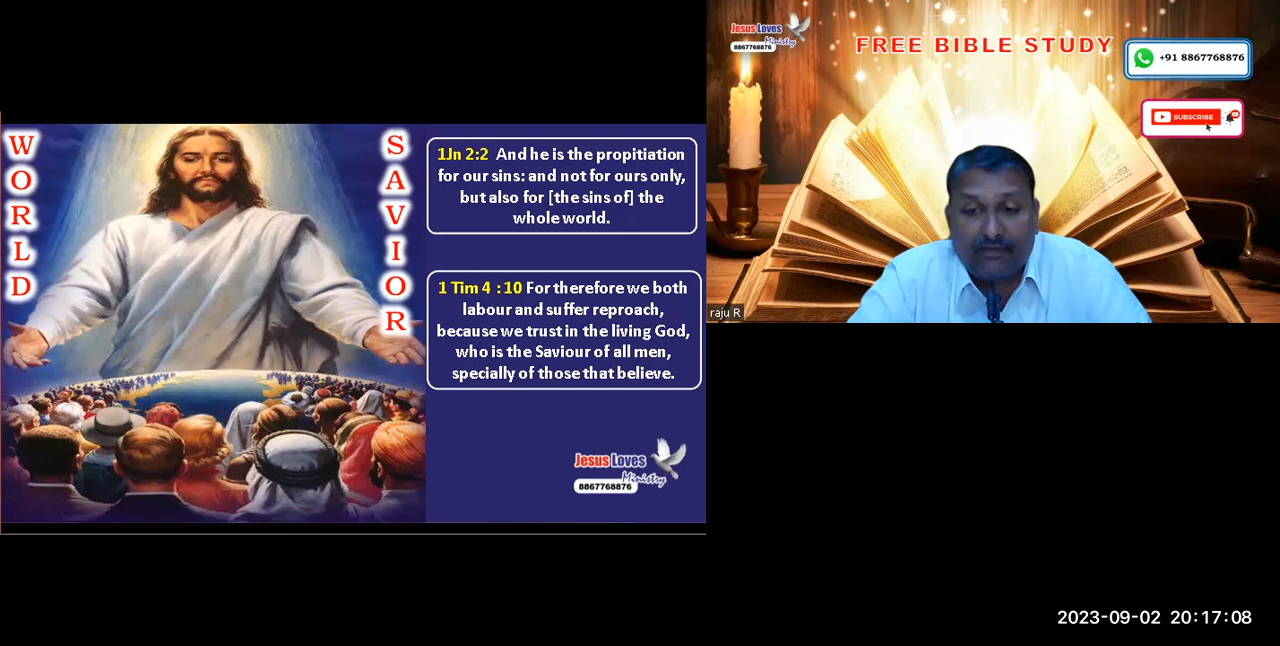 WORLD
SAVIOR
1Jn 2:2 And he is the propitiation
for our sins: and not for ours only,
but also for [the sins of] the
whole world.
1 Tim 4 : 10 For therefore we both
labour and suffer reproach,
because we trust in the living God,
who is the Saviour of all men,
specially of those that believe.
Jesus Loves
Ministry
8867768876
Jesus Loves
Ministry
8867768876
FREE BIBLE STUDY
+91 8867768876
SUBSCRIBE
raju R
2023-09-02 20:17:08